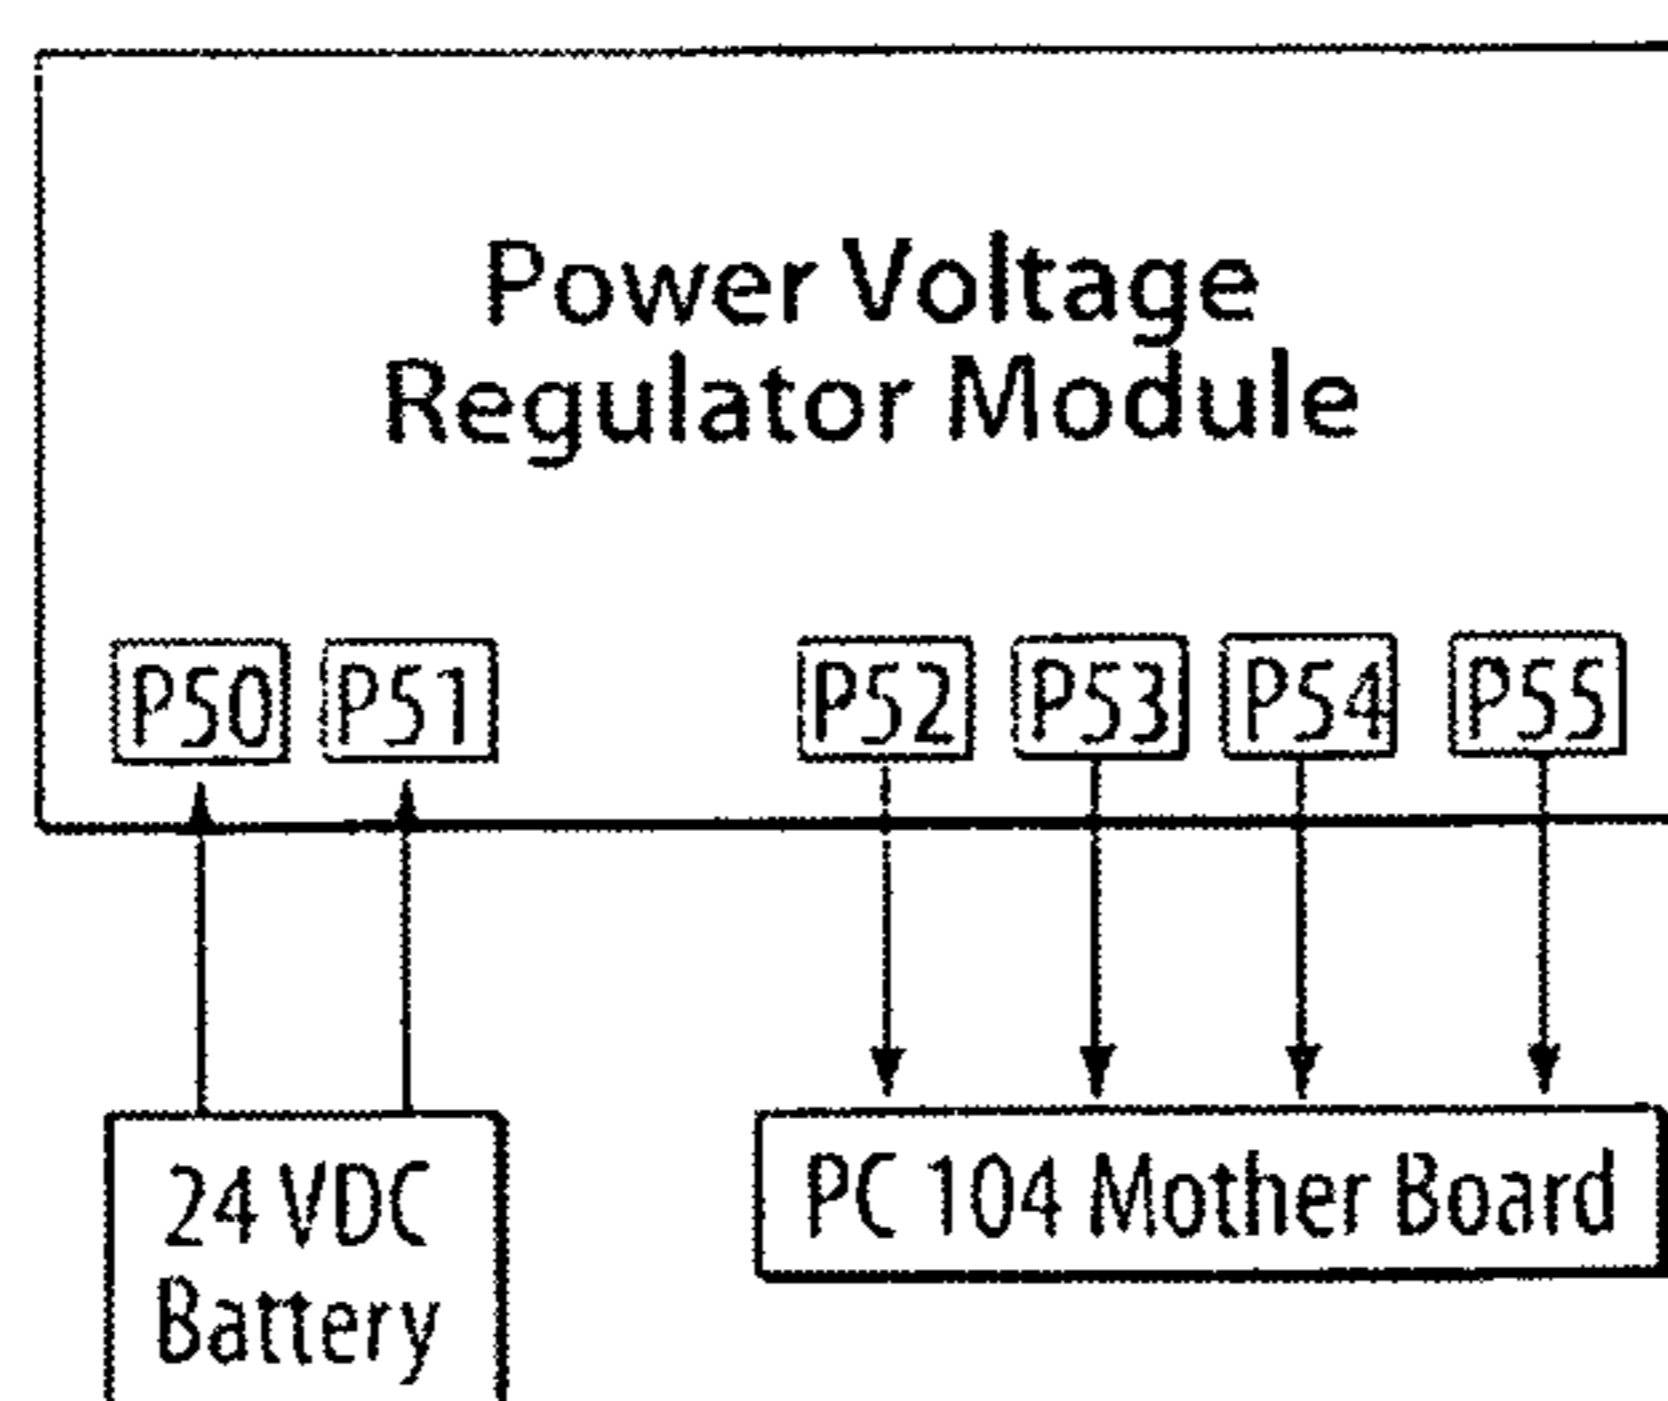 Power Voltage
Regulator Module
P50 P51 P52 P53 P54 P55
24 VDC
Battery
PC 104 Mother Board